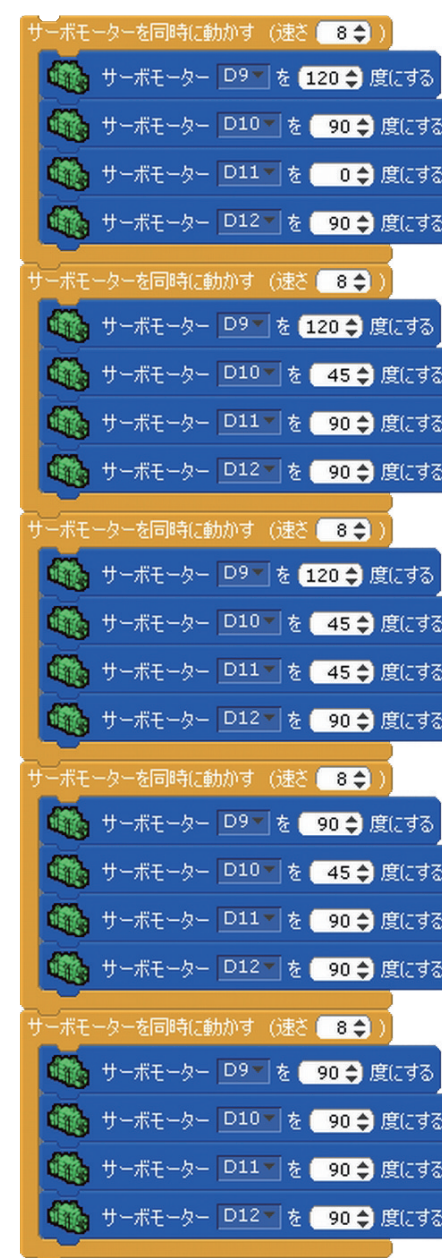 サーボモーターを同時に動かす (速さ 8 )
サーボモーター D9 を 120 度にする
サーボモーター D10 を 90 度にする
サーボモーター D11 を 0 度にする
サーボモーター D12 を 90 度にする
サーボモーターを同時に動かす (速さ 8 )
サーボモーター D9 を 120 度にする
サーボモーター D10 を 45 度にする
サーボモーター D11 を 90 度にする
サーボモーター D12 を 90 度にする
サーボモーターを同時に動かす (速さ 8 )
サーボモーター D9 を 120 度にする
サーボモーター D10 を 45 度にする
サーボモーター D11 を 45 度にする
サーボモーター D12 を 90 度にする
サーボモーターを同時に動かす (速さ 8 )
サーボモーター D9 を 90 度にする
サーボモーター D10 を 45 度にする
サーボモーター D11 を 90 度にする
サーボモーター D12 を 90 度にする
サーボモーターを同時に動かす (速さ 8 )
サーボモーター D9 を 90 度にする
サーボモーター D10 を 90 度にする
サーボモーター D11 を 90 度にする
サーボモーター D12 を 90 度にする